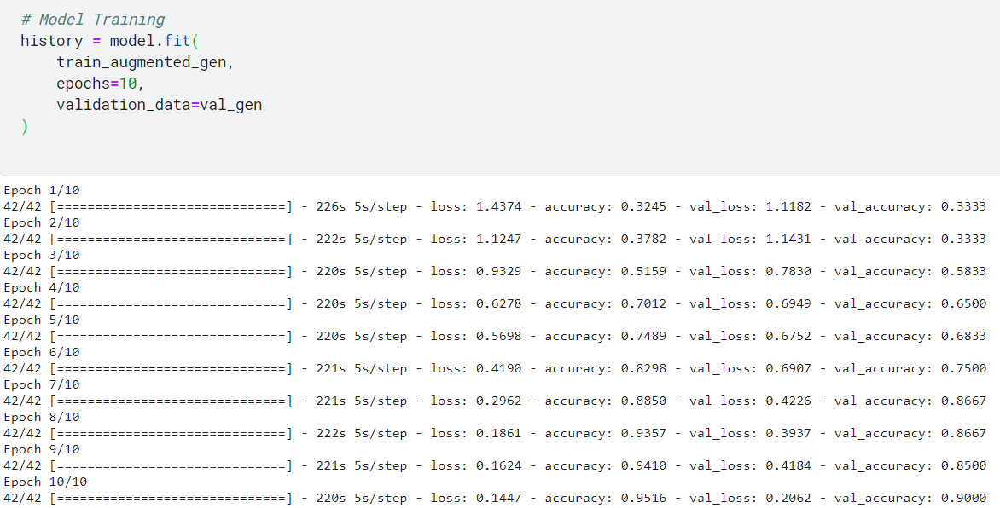 # Model Training
history = model.fit(
    train_augmented_gen,
    epochs=10,
    validation_data=val_gen
)
Epoch 1/10
42/42 [==============================] - 226s 5s/step - loss: 1.4374 - accuracy: 0.3245 - val_loss: 1.1182 - val_accuracy: 0.3333
Epoch 2/10
42/42 [==============================] - 222s 5s/step - loss: 1.1247 - accuracy: 0.3782 - val_loss: 1.1431 - val_accuracy: 0.3333
Epoch 3/10
42/42 [==============================] - 220s 5s/step - loss: 0.9329 - accuracy: 0.5159 - val_loss: 0.7830 - val_accuracy: 0.5833
Epoch 4/10
42/42 [==============================] - 220s 5s/step - loss: 0.6278 - accuracy: 0.7012 - val_loss: 0.6949 - val_accuracy: 0.6500
Epoch 5/10
42/42 [==============================] - 220s 5s/step - loss: 0.5698 - accuracy: 0.7489 - val_loss: 0.6752 - val_accuracy: 0.6833
Epoch 6/10
42/42 [==============================] - 221s 5s/step - loss: 0.4190 - accuracy: 0.8298 - val_loss: 0.6907 - val_accuracy: 0.7500
Epoch 7/10
42/42 [==============================] - 221s 5s/step - loss: 0.2962 - accuracy: 0.8850 - val_loss: 0.4226 - val_accuracy: 0.8667
Epoch 8/10
42/42 [==============================] - 222s 5s/step - loss: 0.1861 - accuracy: 0.9357 - val_loss: 0.3937 - val_accuracy: 0.8667
Epoch 9/10
42/42 [==============================] - 221s 5s/step - loss: 0.1624 - accuracy: 0.9410 - val_loss: 0.4184 - val_accuracy: 0.8500
Epoch 10/10
42/42 [==============================] - 220s 5s/step - loss: 0.1447 - accuracy: 0.9516 - val_loss: 0.2062 - val_accuracy: 0.9000